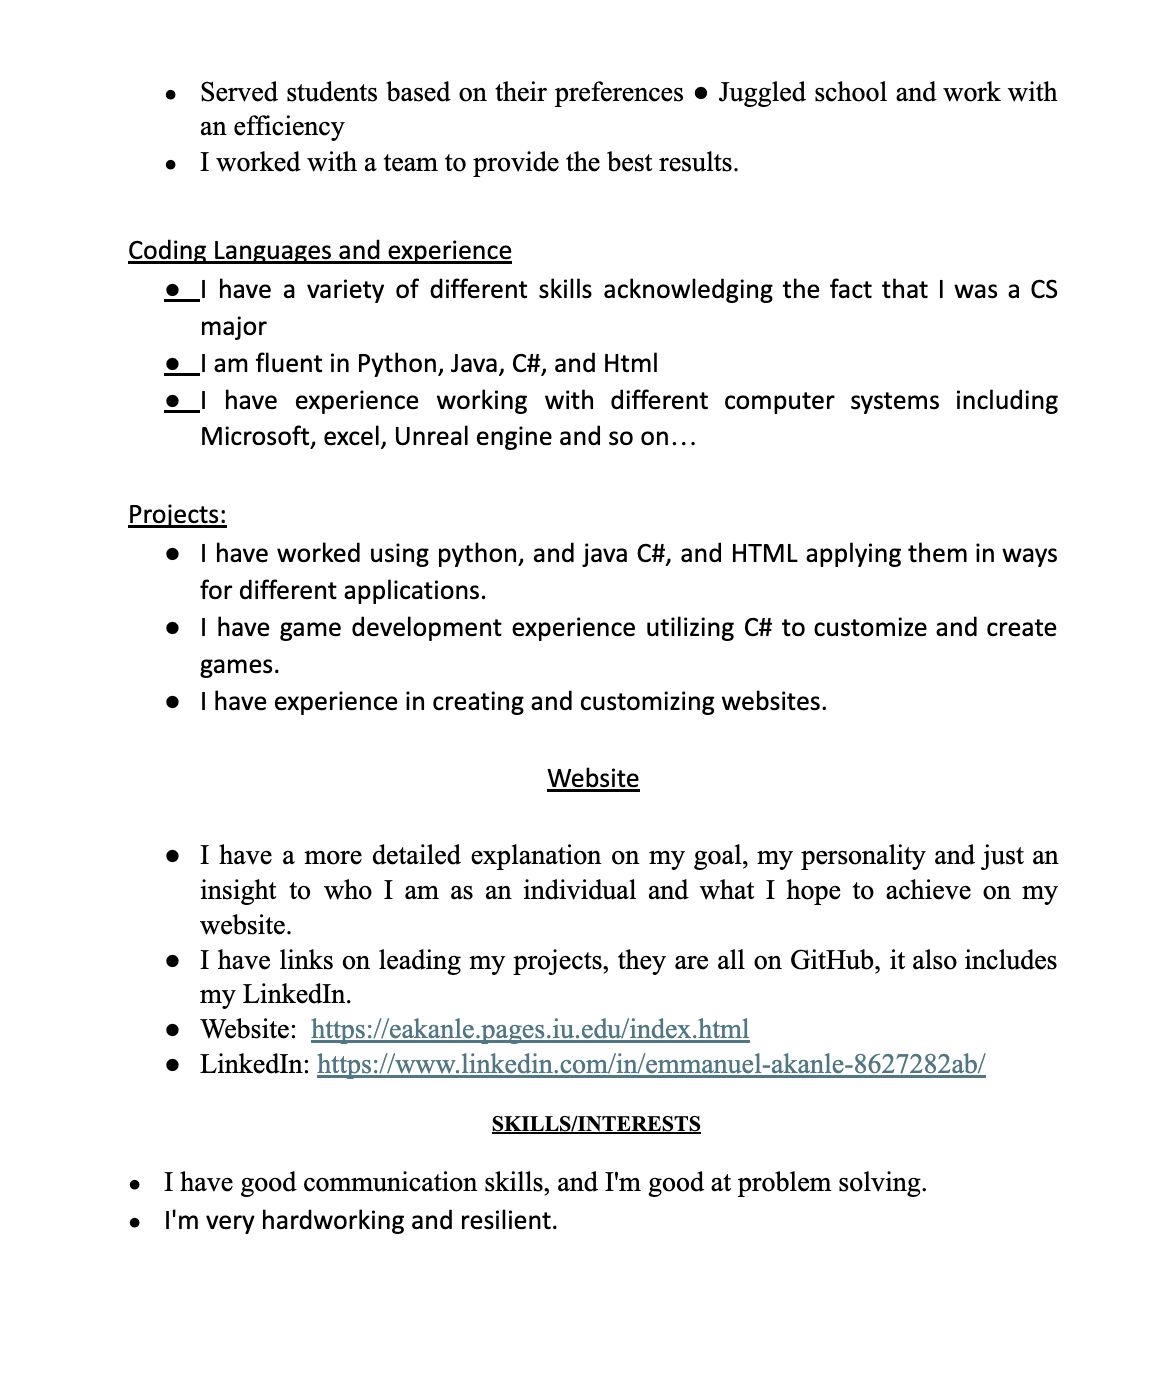 ● Served students based on their preferences ● Juggled school and work with
an efficiency
● I worked with a team to provide the best results.
Coding Languages and experience
● I have a variety of different skills acknowledging the fact that I was a CS
major
● I am fluent in Python, Java, C#, and Html
● I have experience working with different computer systems including
Microsoft, excel, Unreal engine and so on…
Projects:
● I have worked using python, and java C#, and HTML applying them in ways
for different applications.
● I have game development experience utilizing C# to customize and create
games.
● I have experience in creating and customizing websites.
Website
● I have a more detailed explanation on my goal, my personality and just an
insight to who I am as an individual and what I hope to achieve on my
website.
● I have links on leading my projects, they are all on GitHub, it also includes
my LinkedIn.
● Website: https://eakanle.pages.iu.edu/index.html
● LinkedIn: https://www.linkedin.com/in/emmanuel-akanle-8627282ab/
SKILLS/INTERESTS
● I have good communication skills, and I'm good at problem solving.
● I'm very hardworking and resilient.